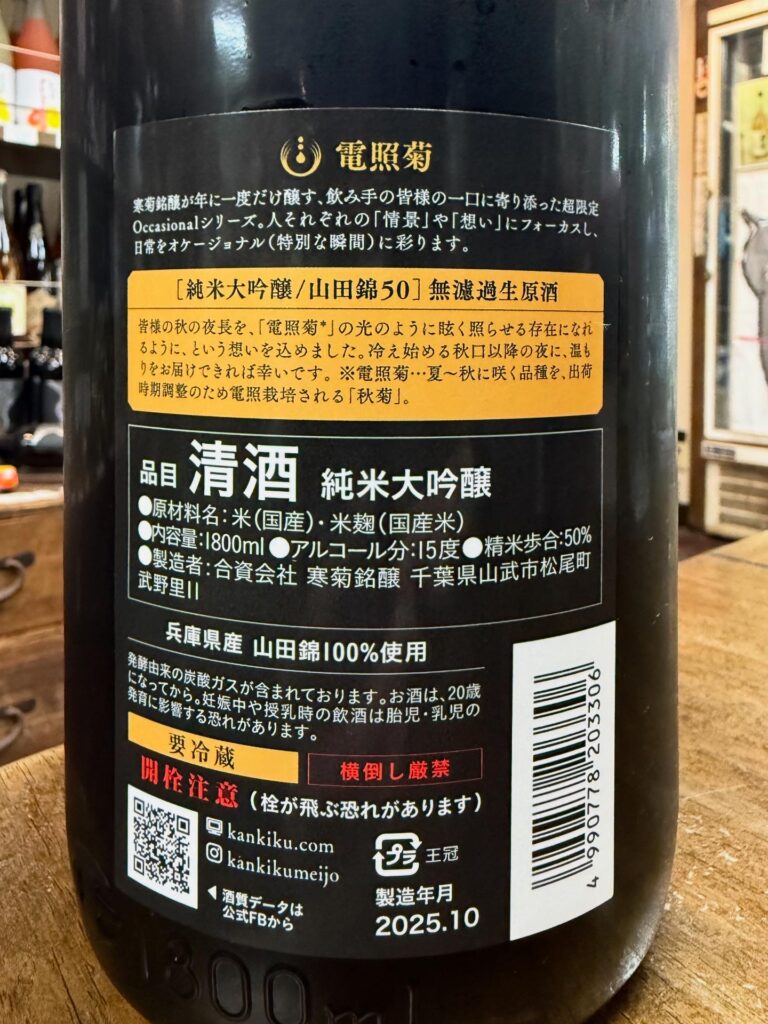 電照菊
寒菊銘醸が年に一度だけ醸す、飲み手の皆様の一口に寄り添った超限定
Occasionalシリーズ。人それぞれの「情景」や「想い」にフォーカスし、
日常をオケージョナル(特別な瞬間)に彩ります。
[純米大吟醸/山田錦50]無濾過生原酒
皆様の秋の夜長を、「電照菊*」の光のように眩く照らせる存在になれ
るように、という想いを込めました。冷え始める秋口以降の夜に、温も
りをお届けできれば幸いです。 ※電照菊…夏〜秋に咲く品種を、出荷
時期調整のため電照栽培される「秋菊」。
品目 清酒 純米大吟醸
●原材料名:米(国産)・米麹(国産米)
●内容量:1800ml ●アルコール分:15度 ●精米歩合:50%
●製造者:合資会社 寒菊銘醸 千葉県山武市松尾町
武野里11
兵庫県産 山田錦100%使用
発酵由来の炭酸ガスが含まれております。お酒は、20歳
になってから。妊娠中や授乳時の飲酒は胎児・乳児の
発育に影響する恐れがあります。
要冷蔵 横倒し厳禁
開栓注意 (栓が飛ぶ恐れがあります)
kankiku.com
kankikumeijo
プラ 王冠
◀酒質データは
公式FBから
製造年月
2025.10
4 990778 203306
1800ml